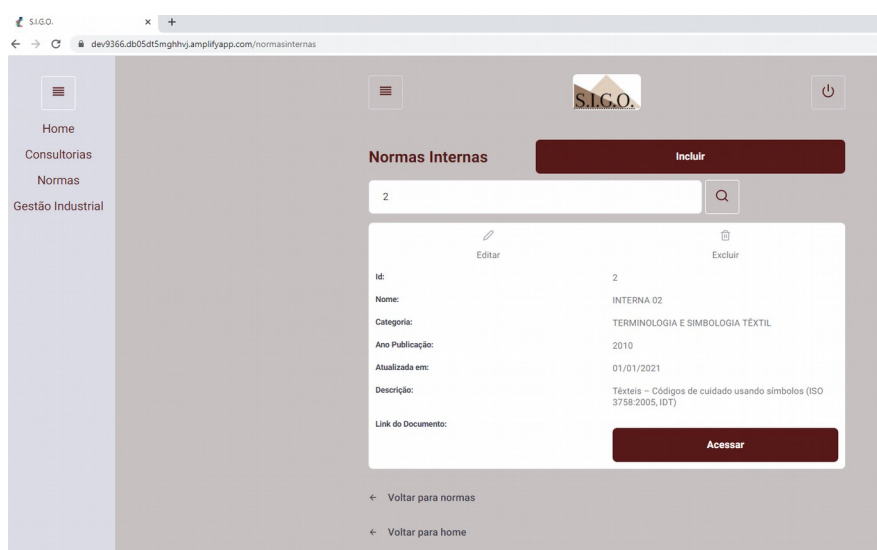 S.I.G.O.
dev9366.db05dt5mghhvj.amplifyapp.com/normasinternas
S.I.G.O.
Home
Consultorias
Normas
Gestão Industrial
Normas Internas
Incluir
2
Editar
Excluir
Id: 2
Nome: INTERNA 02
Categoria: TERMINOLOGIA E SIMBOLOGIA TÊXTIL
Ano Publicação: 2010
Atualizada em: 01/01/2021
Descrição: Têxteis – Códigos de cuidado usando símbolos (ISO
3758:2005, IDT)
Link do Documento:
Acessar
Voltar para normas
Voltar para home